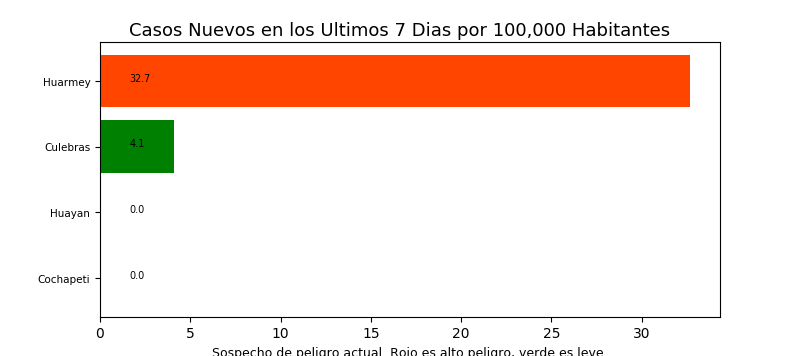 Casos Nuevos en los Ultimos 7 Dias por 100,000 Habitantes
Huarmey 32.7
Culebras 4.1
Huayan 0.0
Cochapeti 0.0
0 5 10 15 20 25 30
Sospecho de peligro actual. Rojo es alto peligro, verde es leve